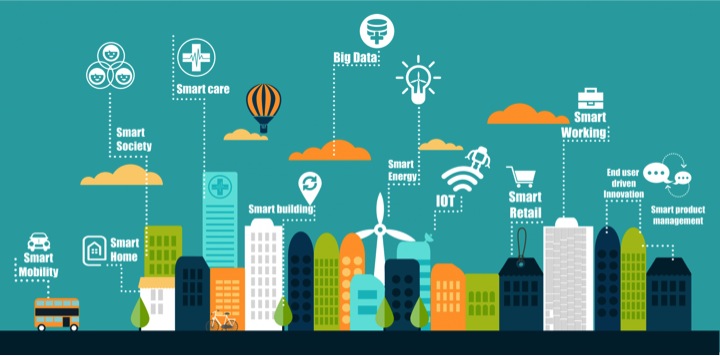 Big Data
Smart care
Smart
Society
Smart
Working
Smart
Energy
End user
driven
Innovation
IOT
Smart
Retail
Smart building
Smart product
management
Smart
Home
Smart
Mobility